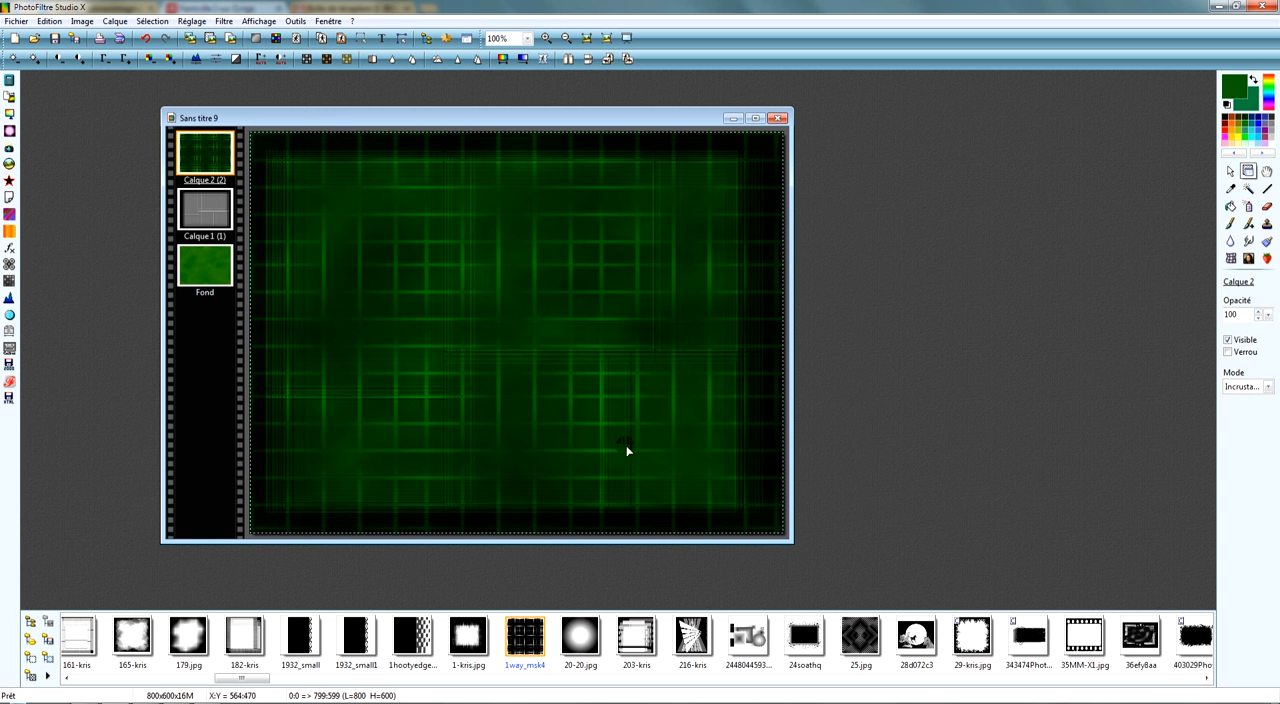 PhotoFiltre Studio X
Fichier Edition Image Calque Sélection Réglage Filtre Affichage Outils Fenêtre ?
100%
Sans titre 9
Calque 2 (2)
Calque 1 (1)
Fond
Calque 2
Opacité
100
Visible
Verrou
Mode
Incrusta...
161-kris 165-kris 179.jpg 182-kris 1932_small 1932_small1 1hootyedge... 1-kris.jpg 1way_msk4 20-20.jpg 203-kris 216-kris 2448044593... 24soathq 25.jpg 28d072c3 29-kris.jpg 343474Phot... 35MM-X1.jpg 36efy8aa 403029Pho
Prêt 800x600x16M X:Y = 564:470 0:0 => 799:599 (L=800 H=600)